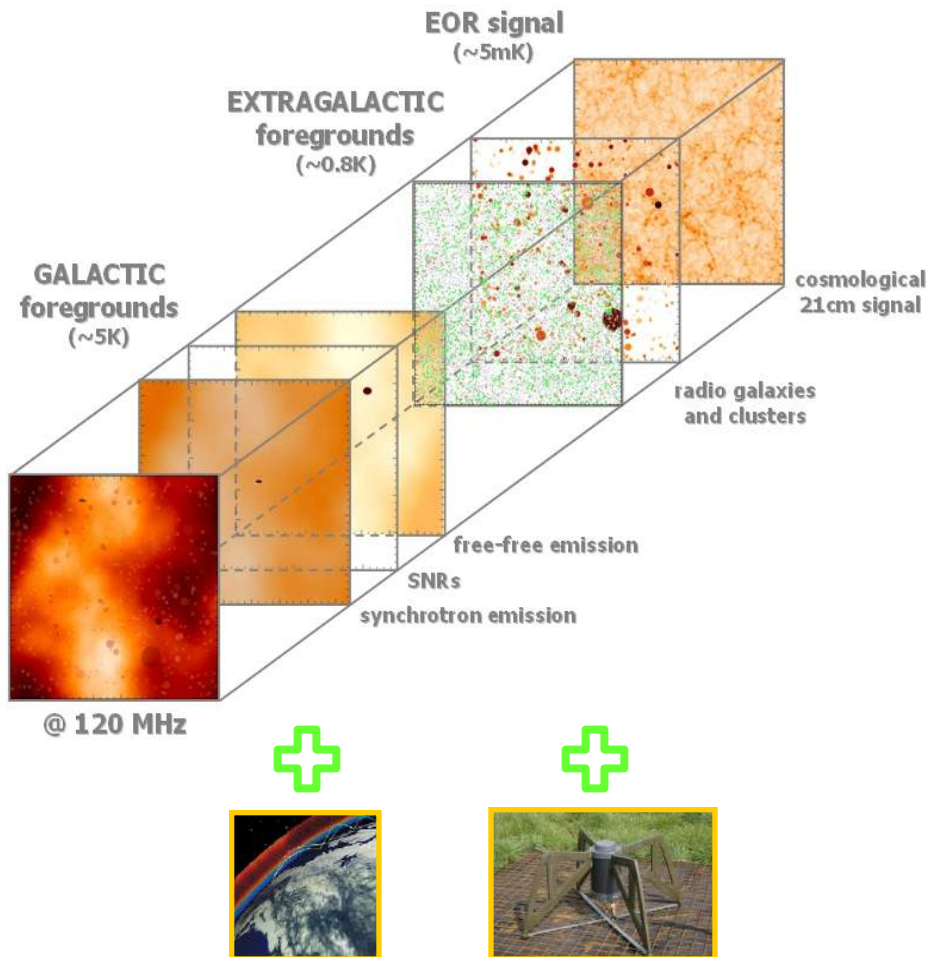 EOR signal
(~5mK)
EXTRAGALACTIC
foregrounds
(~0.8K)
GALACTIC
foregrounds
(~5K)
cosmological
21cm signal
radio galaxies
and clusters
free-free emission
SNRs
synchrotron emission
@ 120 MHz